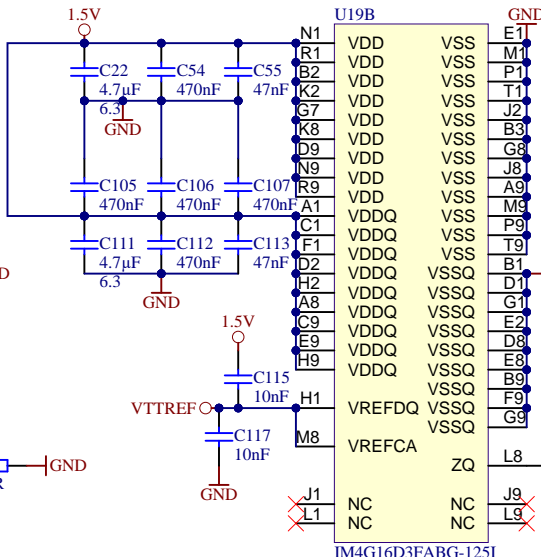 1.5V
U19B
GND
N1 VDD VSS E1
R1 VDD VSS M1
B2 VDD VSS P1
K2 VDD VSS T1
G7 VDD VSS J2
K8 VDD VSS B3
D9 VDD VSS G8
N9 VDD VSS J8
R9 VDD VSS A9
A1 VDDQ VSS M9
C1 VDDQ VSS P9
F1 VDDQ VSS T9
D2 VDDQ VSSQ B1
H2 VDDQ VSSQ D1
A8 VDDQ VSSQ G1
C9 VDDQ VSSQ E2
E9 VDDQ VSSQ D8
H9 VDDQ VSSQ E8
VSSQ B9
H1 VREFDQ VSSQ F9
VSSQ G9
M8 VREFCA
ZQ L8
J1 NC NC J9
L1 NC NC L9
IM4G16D3FABG-125I
C22 C54 C55
4.7µF 470nF 47nF
6.3
GND
C105 C106 C107
470nF 470nF 470nF
C111 C112 C113
4.7µF 470nF 47nF
6.3
GND
D
1.5V
C115
10nF
VTTREF
C117
10nF
GND
GND
R